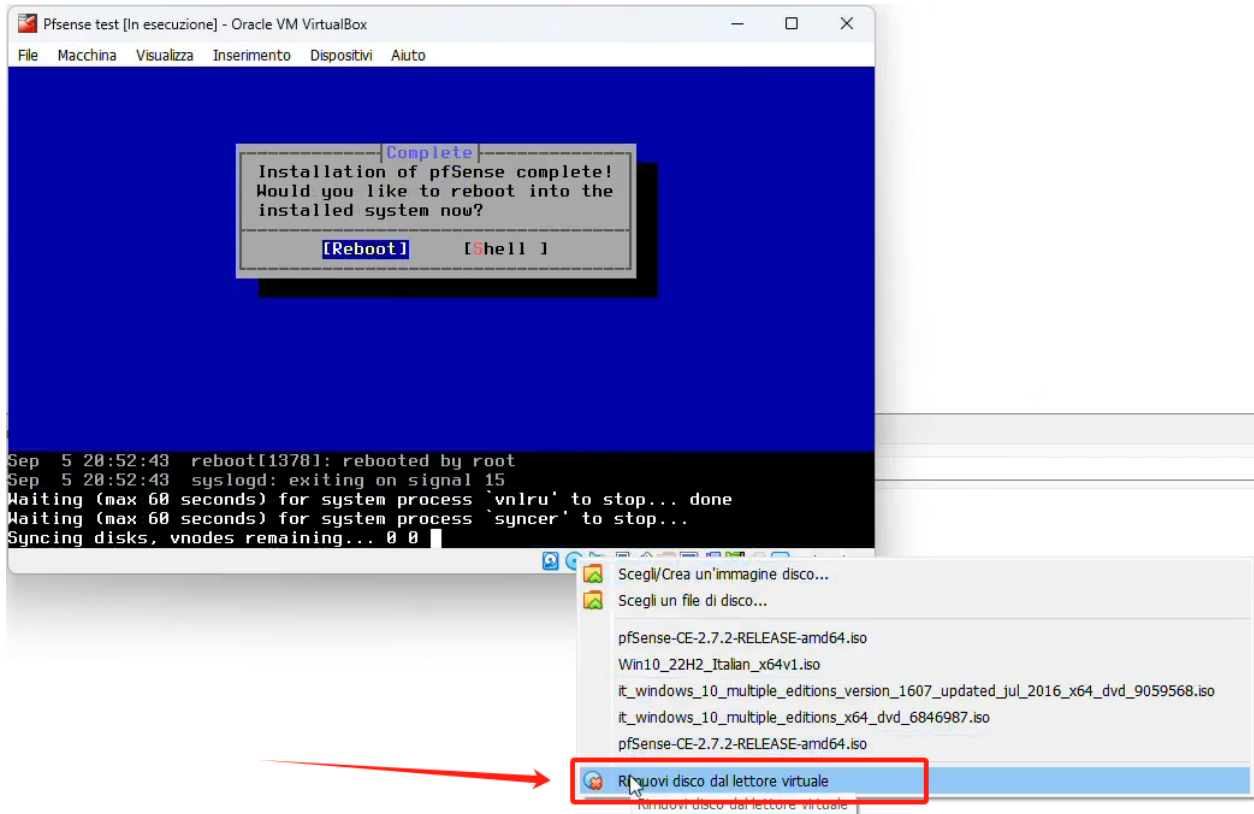 Pfsense test [In esecuzione] - Oracle VM VirtualBox
File Macchina Visualizza Inserimento Dispositivi Aiuto
Complete
Installation of pfSense complete!
Would you like to reboot into the
installed system now?
[Reboot] [Shell ]
Sep 5 20:52:43 reboot[1378]: rebooted by root
Sep 5 20:52:43 syslogd: exiting on signal 15
Waiting (max 60 seconds) for system process `vnlru' to stop... done
Waiting (max 60 seconds) for system process `syncer' to stop...
Syncing disks, vnodes remaining... 0 0
Scegli/Crea un'immagine disco...
Scegli un file di disco...
pfSense-CE-2.7.2-RELEASE-amd64.iso
Win10_22H2_Italian_x64v1.iso
it_windows_10_multiple_editions_version_1607_updated_jul_2016_x64_dvd_9059568.iso
it_windows_10_multiple_editions_x64_dvd_6846987.iso
pfSense-CE-2.7.2-RELEASE-amd64.iso
Rimuovi disco dal lettore virtuale
Rimuovi disco dal lettore virtuale